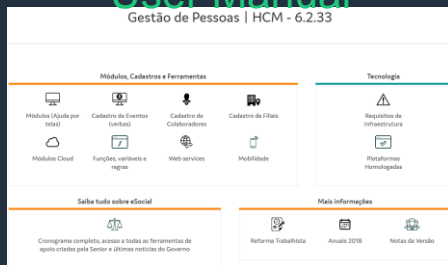 User Manual
Gestão de Pessoas | HCM - 6.2.33
Módulos, Cadastros e Ferramentas
Tecnologia
Módulos (Ajuda por telas)
Cadastro de Eventos (verbas)
Cadastro de Colaboradores
Cadastro de Filiais
Requisitos de Infraestrutura
Módulos Cloud
Funções, variáveis e regras
Web services
Mobilidade
Plataformas Homologadas
Saiba tudo sobre eSocial
Mais informações
Cronograma completo, acesso a todas as ferramentas de
apoio criadas pela Senior e últimas notícias do Governo
Reforma Trabalhista
Anuais 2018
Notas da Versão